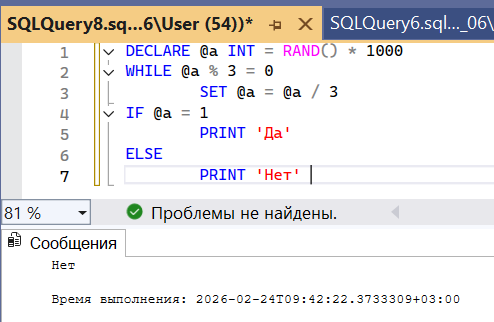 SQLQuery8.sq...6\User (54))* SQLQuery6.sql..._06\
1 DECLARE @a INT = RAND() * 1000
2 WHILE @a % 3 = 0
3 SET @a = @a / 3
4 IF @a = 1
5 PRINT 'Да'
6 ELSE
7 PRINT 'Нет'
81 % Проблемы не найдены.
Сообщения
Нет
Время выполнения: 2026-02-24T09:42:22.3733309+03:00